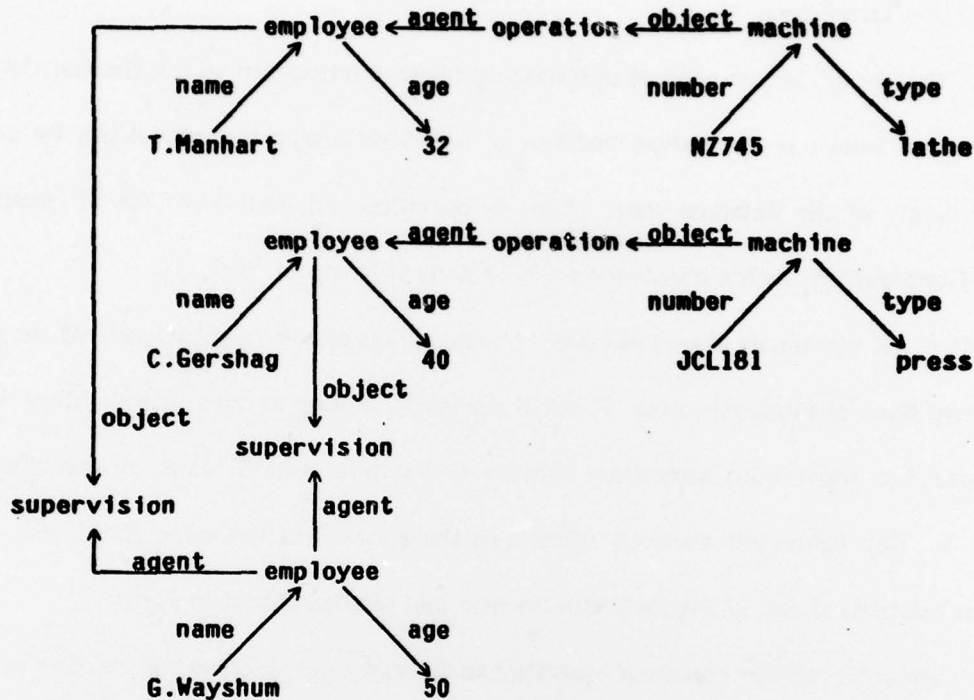 employee agent operation object machine
name age number type
T.Manhart 32 NZ745 lathe
employee agent operation object machine
name age number type
C.Gershag 40 JCL181 press
object
object
supervision
supervision
agent
agent
employee
name age
G.Wayshum 50